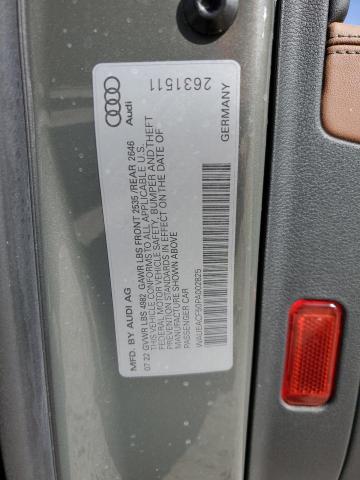 Audi
2631511
MFD. BY AUDI AG
GERMANY
07 22 GVWR LBS 4982 GAWR LBS FRONT 2535 /REAR 2646
THIS VEHICLE CONFORMS TO ALL APPLICABLE U.S.
FEDERAL MOTOR VEHICLE SAFETY, BUMPER AND THEFT
PREVENTION STANDARDS IN EFFECT ON THE DATE OF
MANUFACTURE SHOWN ABOVE
PASSENGER CAR